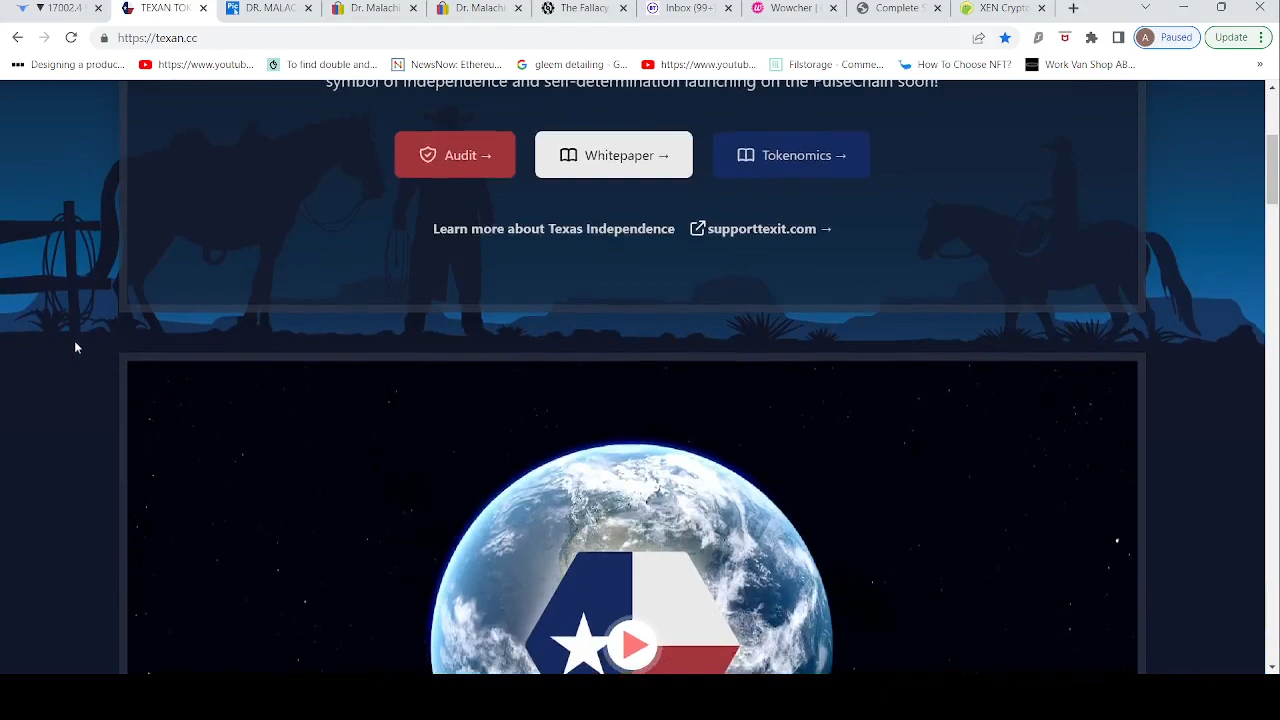 ▼ 17002.4
TEXAN TOK
DR. MALAC
Dr. Malachi
Dr. Malachi
The Fallacy
Inbox (99+)
Wowcher |
Complete S
XEN Crypto
https://texan.cc
A Paused
Update
Designing a produc...
https://www.youtub...
To find double and...
NewsNow: Ethereu...
gleem detailing - G...
https://www.youtub...
Filstorage - Comme...
How To Choose NFT?
Work Van Shop AB...
»
symbol of independence and self-determination launching on the PulseChain soon!
Audit →
Whitepaper →
Tokenomics →
Learn more about Texas Independence supporttexit.com →